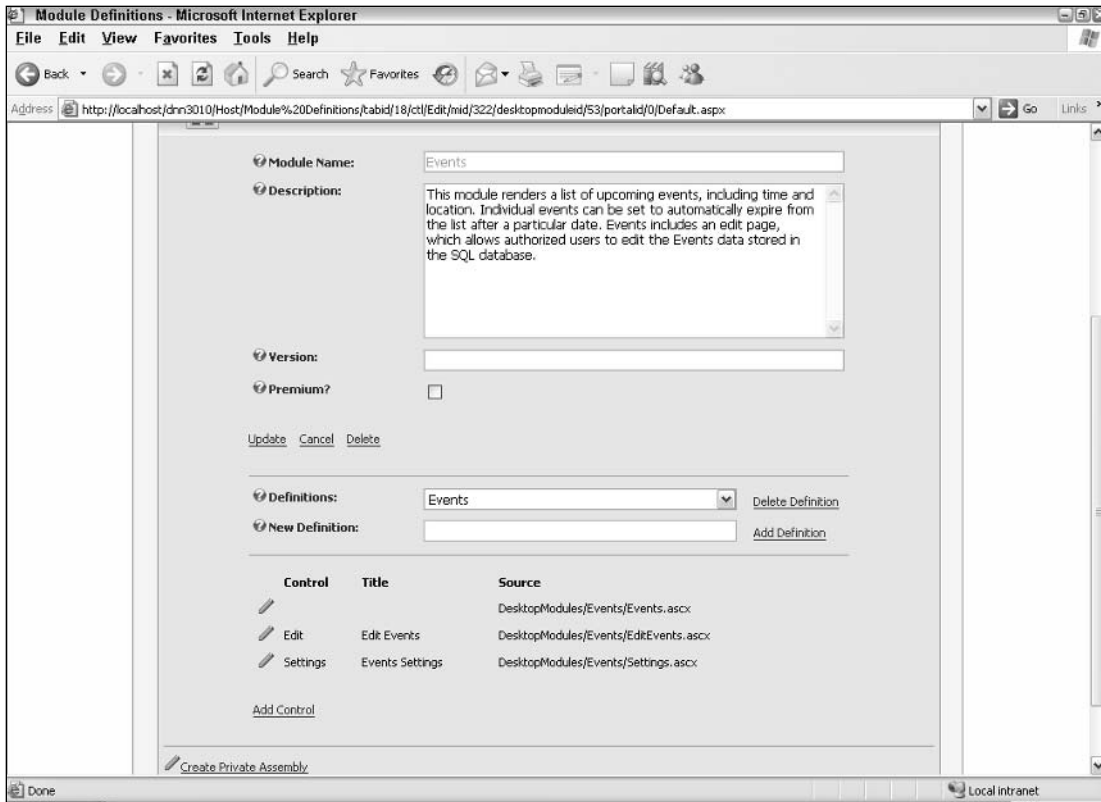 Module Definitions - Microsoft Internet Explorer
File Edit View Favorites Tools Help
Back Search Favorites
Address http://localhost/dnn3010/Host/Module%20Definitions/tabid/18/ctl/Edit/mid/322/desktopmoduleid/53/portalid/0/Default.aspx Go Links
Module Name: Events
Description: This module renders a list of upcoming events, including time and
location. Individual events can be set to automatically expire from
the list after a particular date. Events includes an edit page,
which allows authorized users to edit the Events data stored in
the SQL database.
Version:
Premium?
Update Cancel Delete
Definitions: Events Delete Definition
New Definition: Add Definition
Control Title Source
DesktopModules/Events/Events.ascx
Edit Edit Events DesktopModules/Events/EditEvents.ascx
Settings Events Settings DesktopModules/Events/Settings.ascx
Add Control
Create Private Assembly
Done Local intranet